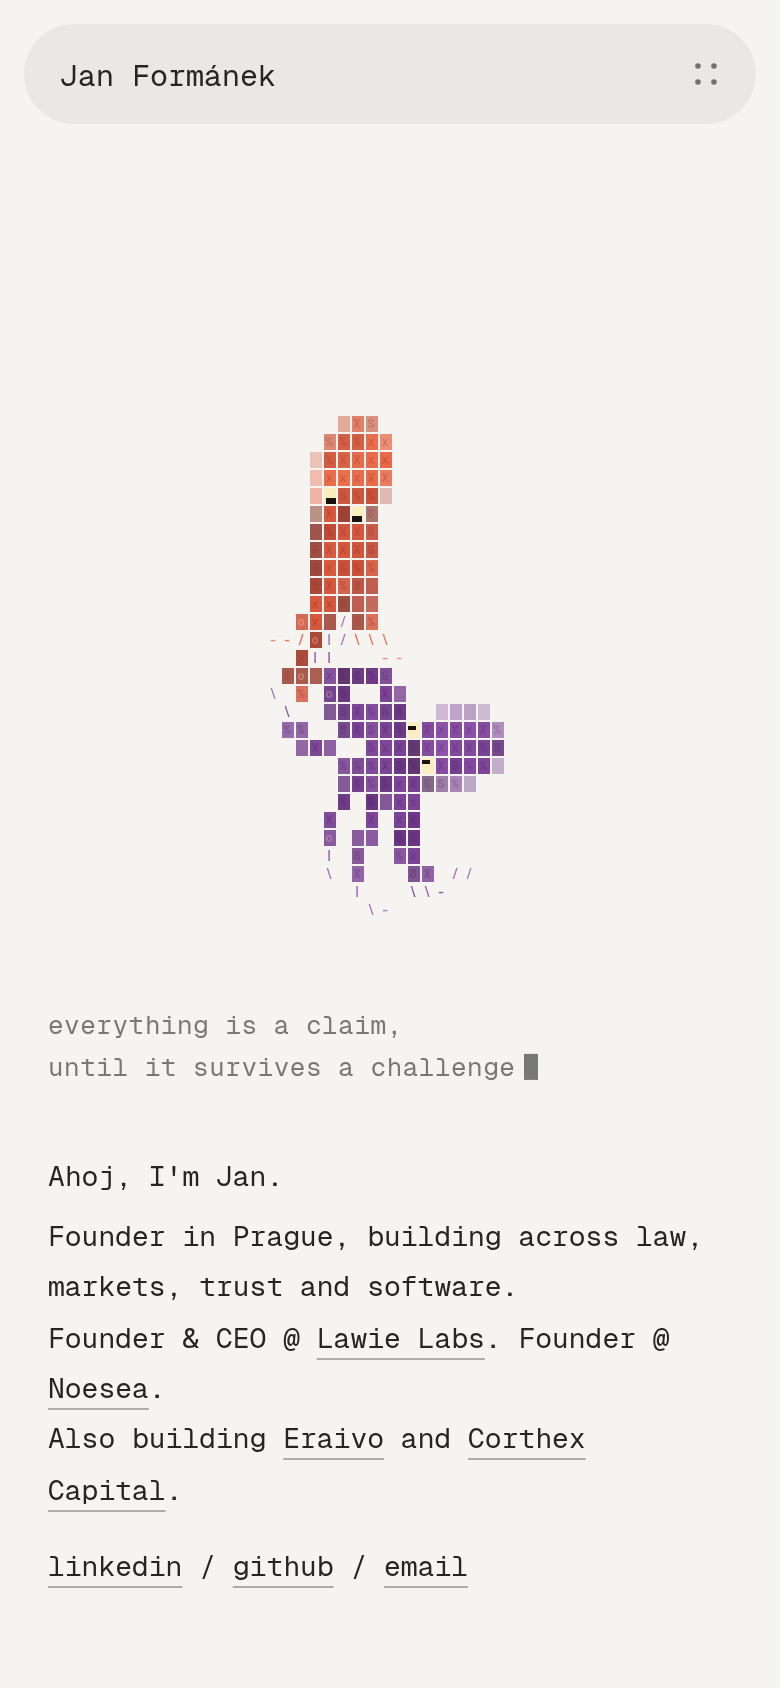 Jan Formánek
everything is a claim,
until it survives a challenge
Ahoj, I'm Jan.
Founder in Prague, building across law,
markets, trust and software.
Founder & CEO @ Lawie Labs. Founder @
Noesea.
Also building Eraivo and Corthex
Capital.
linkedin / github / email